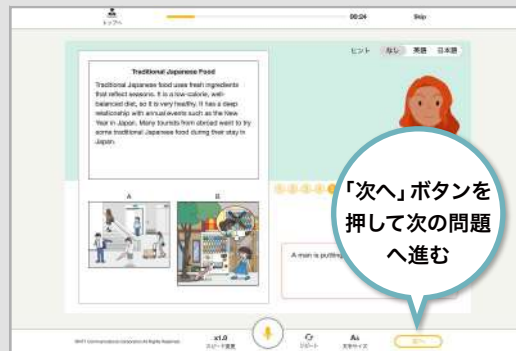 トップへ
00:24
Skip
ヒント なし 英語 日本語
Traditional Japanese Food
Traditional Japanese food uses fresh ingredients
that reflect seasons. It is a low-calorie, well-
balanced diet, so it is very healthy. It has a deep
relationship with annual events such as the New
Year in Japan. Many tourists from abroad want to try
some traditional Japanese food during their stay in
Japan.
A
B
A man is putting
「次へ」ボタンを
押して次の問題
へ進む
x1.0
スピード変更
リピート
Aa
文字サイズ
次へ